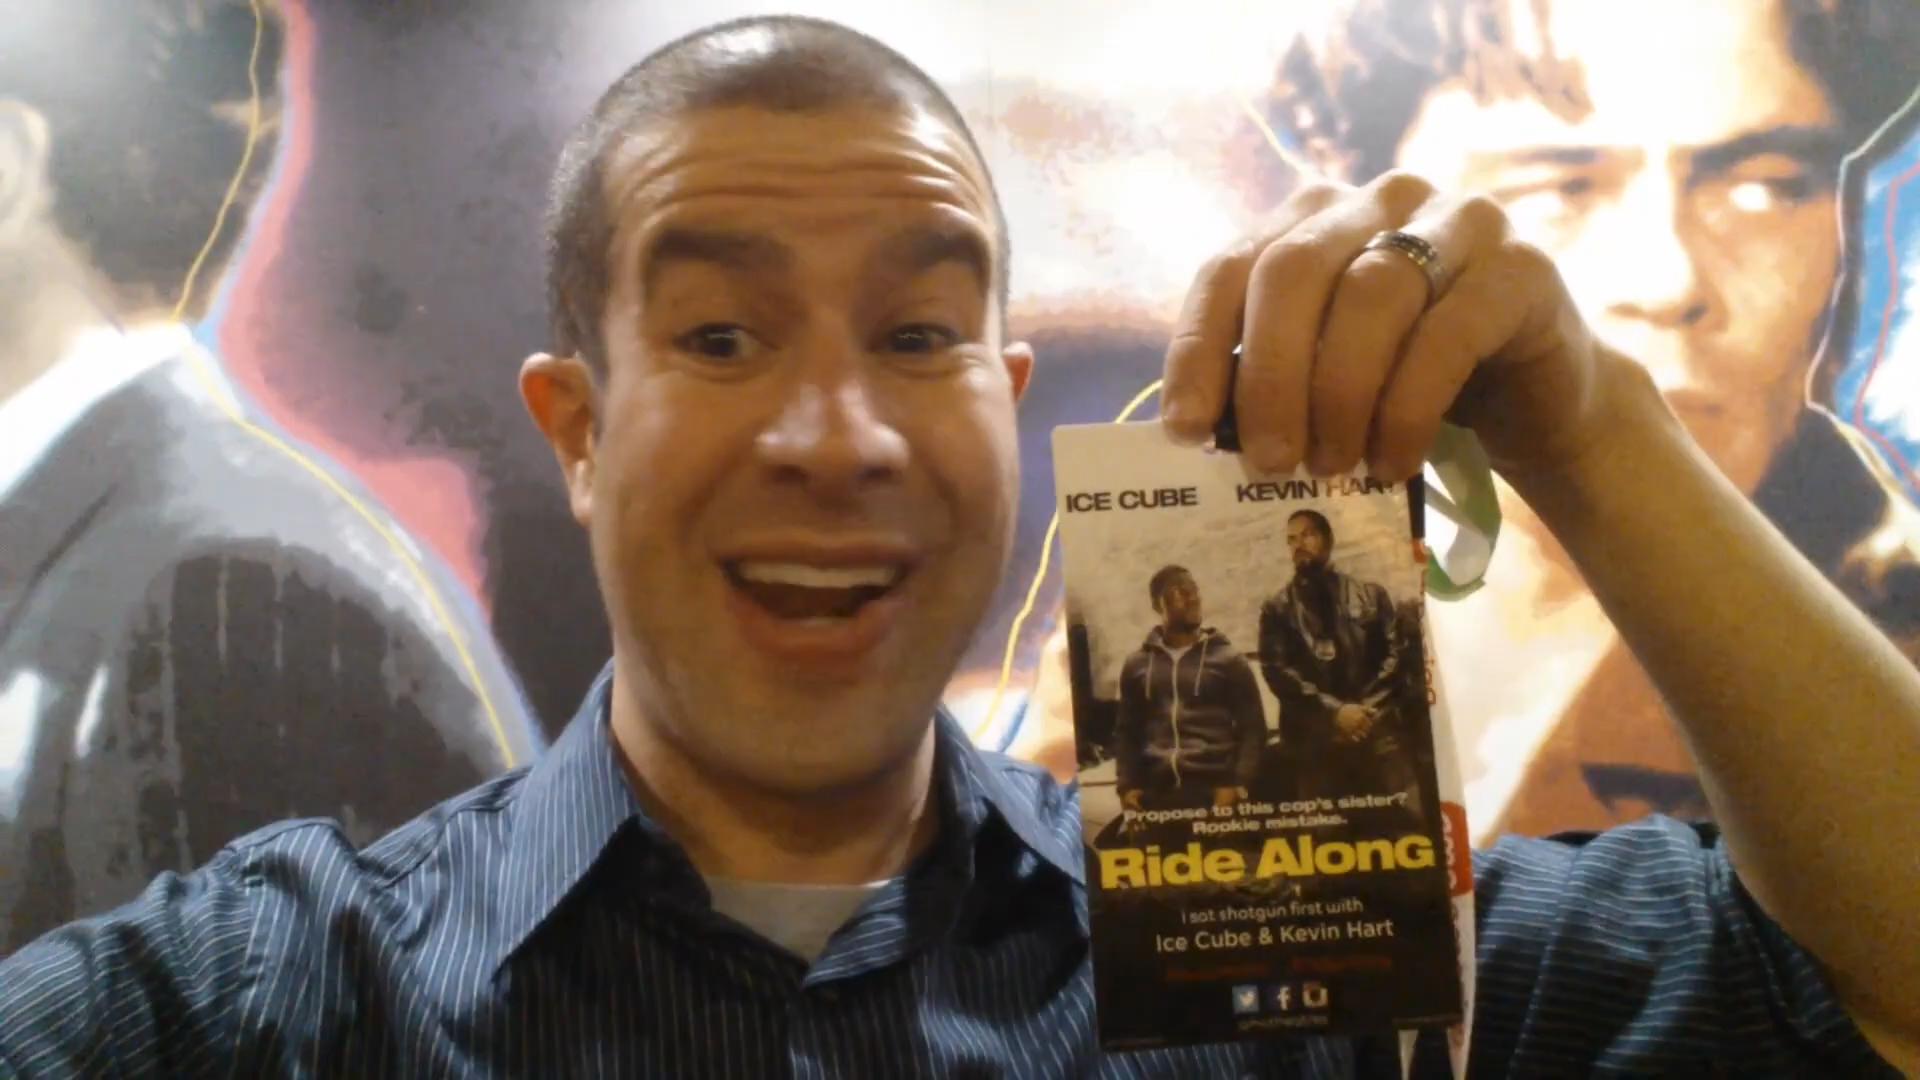 ICE CUBE KEVIN HART
Propose to this cop's sister?
Rookie mistake.
Ride Along
i sat shotgun first with
Ice Cube & Kevin Hart